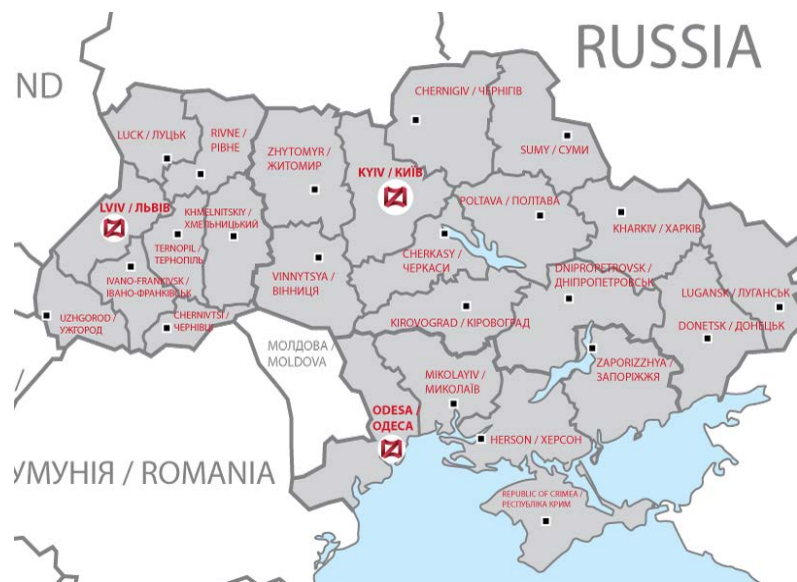 RUSSIA
ND
CHERNIGIV / ЧЕРНІГІВ
LUCK / ЛУЦЬК
RIVNE /
РІВНЕ
ZHYTOMYR /
ЖИТОМИР
SUMY / СУМИ
KYIV / КИЇВ
POLTAVA / ПОЛТАВА
LVIV / ЛЬВІВ
KHMELNITSKIY /
ХМЕЛЬНИЦЬКИЙ
KHARKIV / ХАРКІВ
TERNOPIL /
ТЕРНОПІЛЬ
CHERKASY /
ЧЕРКАСИ
VINNYTSYA /
ВІННИЦЯ
DNIPROPETROVSK /
ДНІПРОПЕТРОВСЬК
IVANO-FRANKIVSK /
ІВАНО-ФРАНКІВСЬК
LUGANSK / ЛУГАНСЬК
UZHGOROD /
УЖГОРОД
CHERNIVTSI /
ЧЕРНІВЦІ
KIROVOGRAD / КІРОВОГРАД
DONETSK / ДОНЕЦЬК
МОЛДОВА /
MOLDOVA
MIKOLAYIV /
МИКОЛАЇВ
ZAPORIZZHYA /
ЗАПОРІЖЖЯ
ODESA /
ОДЕСА
HERSON / ХЕРСОН
УМУНІЯ / ROMANIA
REPUBLIC OF CRIMEA /
РЕСПУБЛІКА КРИМ